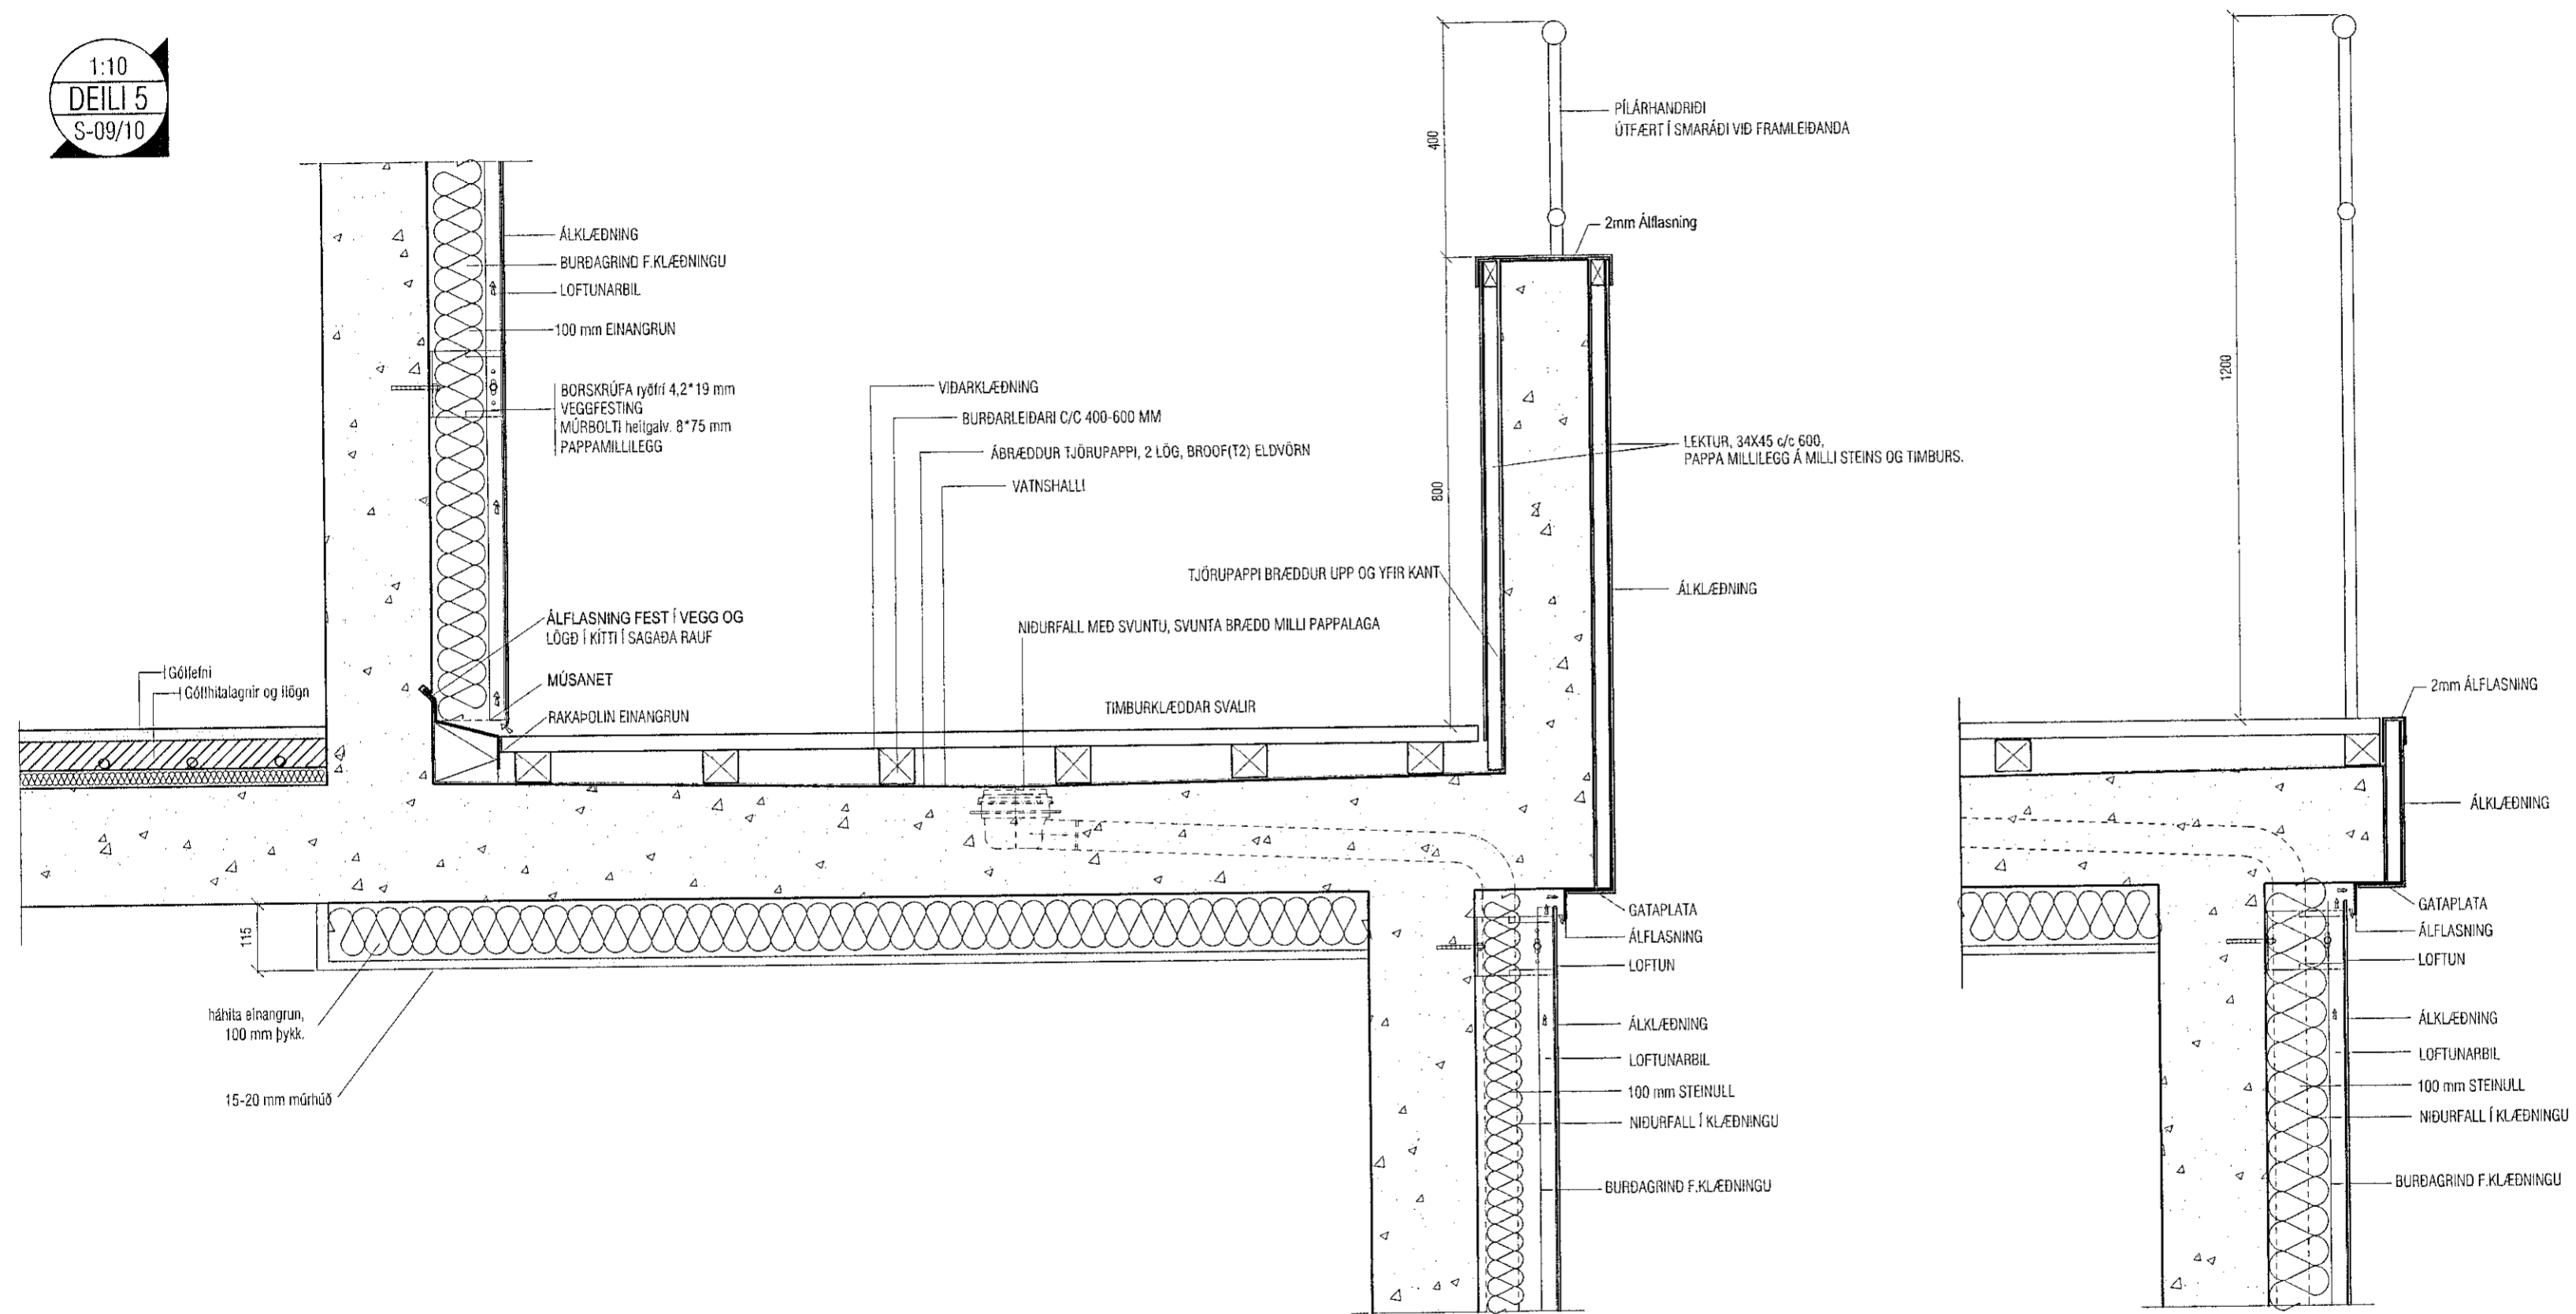 1:10
DEILI 5
S-09/10
400
PÍLÁRHANDRIÐI
ÚTFÆRT Í SMARÁÐI VIÐ FRAMLEIÐANDA
2mm Álflasning
ÁLKLÆÐNING
BURÐAGRIND F.KLÆÐNINGU
LOFTUNARBIL
100 mm EINANGRUN
BORSKRÚFA ryðfrí 4,2*19 mm
VEGGFESTING
MÚRBOLTI heitgalv. 8*75 mm
PAPPAMILLILEGG
VIÐARKLÆÐNING
BURÐARLEIÐARI C/C 400-600 MM
ÁBRÆDDUR TJÖRUPAPPI, 2 LÖG, BROOF(T2) ELDVÖRN
VATNSHALLI
800
LEKTUR, 34X45 c/c 600,
PAPPA MILLILEGG Á MILLI STEINS OG TIMBURS.
TJÖRUPAPPI BRÆDDUR UPP OG YFIR KANT
ÁLKLÆÐNING
ÁLFLASNING FEST Í VEGG OG
LÖGÐ Í KÍTTI Í SAGAÐA RAUF
NIÐURFALL MEÐ SVUNTU, SVUNTA BRÆDD MILLI PAPPALAGA
MÚSANET
RAKAÞOLIN EINANGRUN
TIMBURKLÆDDAR SVALIR
Gólfefni
Gólfhitalagnir og ílögn
115
háhita einangrun,
100 mm þykk.
15-20 mm múrhúð
GATAPLATA
ÁLFLASNING
LOFTUN
ÁLKLÆÐNING
LOFTUNARBIL
100 mm STEINULL
NIÐURFALL Í KLÆÐNINGU
BURÐAGRIND F.KLÆÐNINGU
1200
2mm ÁLFLASNING
ÁLKLÆÐNING
GATAPLATA
ÁLFLASNING
LOFTUN
ÁLKLÆÐNING
LOFTUNARBIL
100 mm STEINULL
NIÐURFALL Í KLÆÐNINGU
BURÐAGRIND F.KLÆÐNINGU